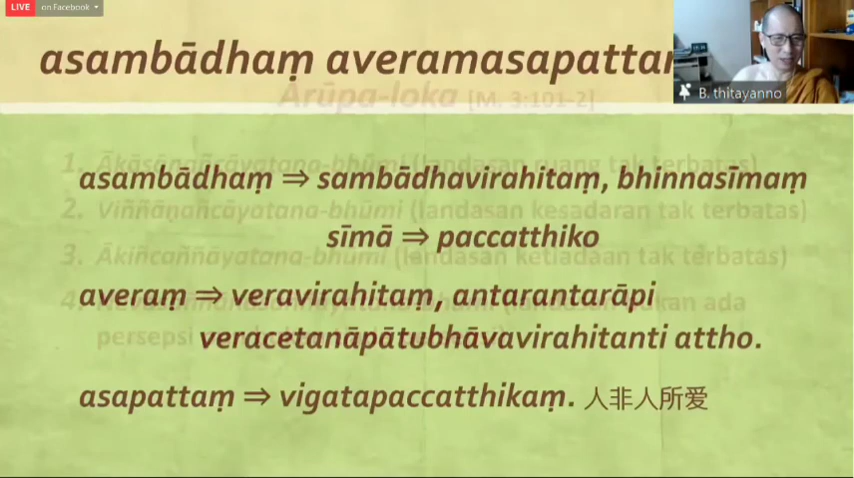 LIVE on Facebook
asambādhaṃ averamasapattaṃ
B. thitayanno
Arūpa-loka [M. 3:101-2]
asambādhaṃ ⇒ sambādhavirahitaṃ, bhinnasīmaṃ
sīmā ⇒ paccatthiko
averaṃ ⇒ veravirahitaṃ, antarantarāpi
veracetanāpātubhāvavirahitanti attho.
asapattaṃ ⇒ vigatapaccatthikaṃ. 人非人所爱
1. Ākāsānañcāyatana-bhūmi (landasan ruang tak terbatas)
2. Viññāṇañcāyatana-bhūmi (landasan kesadaran tak terbatas)
3. Ākiñcaññāyatana-bhūmi (landasan ketiadaan tak terbatas)